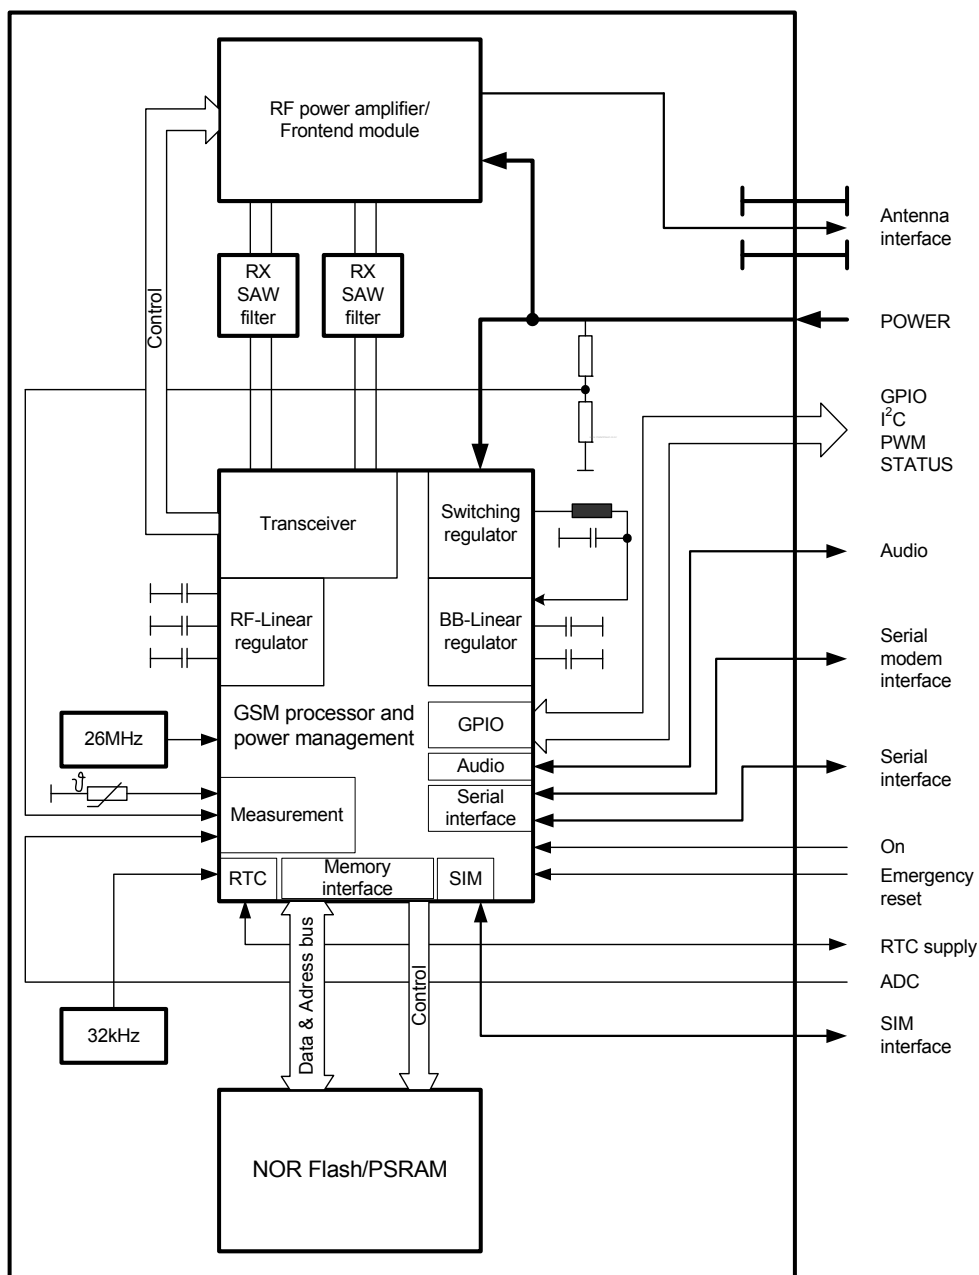 RF power amplifier/
Frontend module
RX
SAW
filter
RX
SAW
filter
Control
Antenna
interface
POWER
GPIO
I²C
PWM
STATUS
Transceiver
Switching
regulator
Audio
RF-Linear
regulator
BB-Linear
regulator
Serial
modem
interface
GSM processor and
power management
GPIO
26MHz
Audio
Serial
interface
Serial
interface
ϑ
Measurement
On
RTC
Memory
interface
SIM
Emergency
reset
Data & Adress bus
Control
RTC supply
ADC
32kHz
SIM
interface
NOR Flash/PSRAM